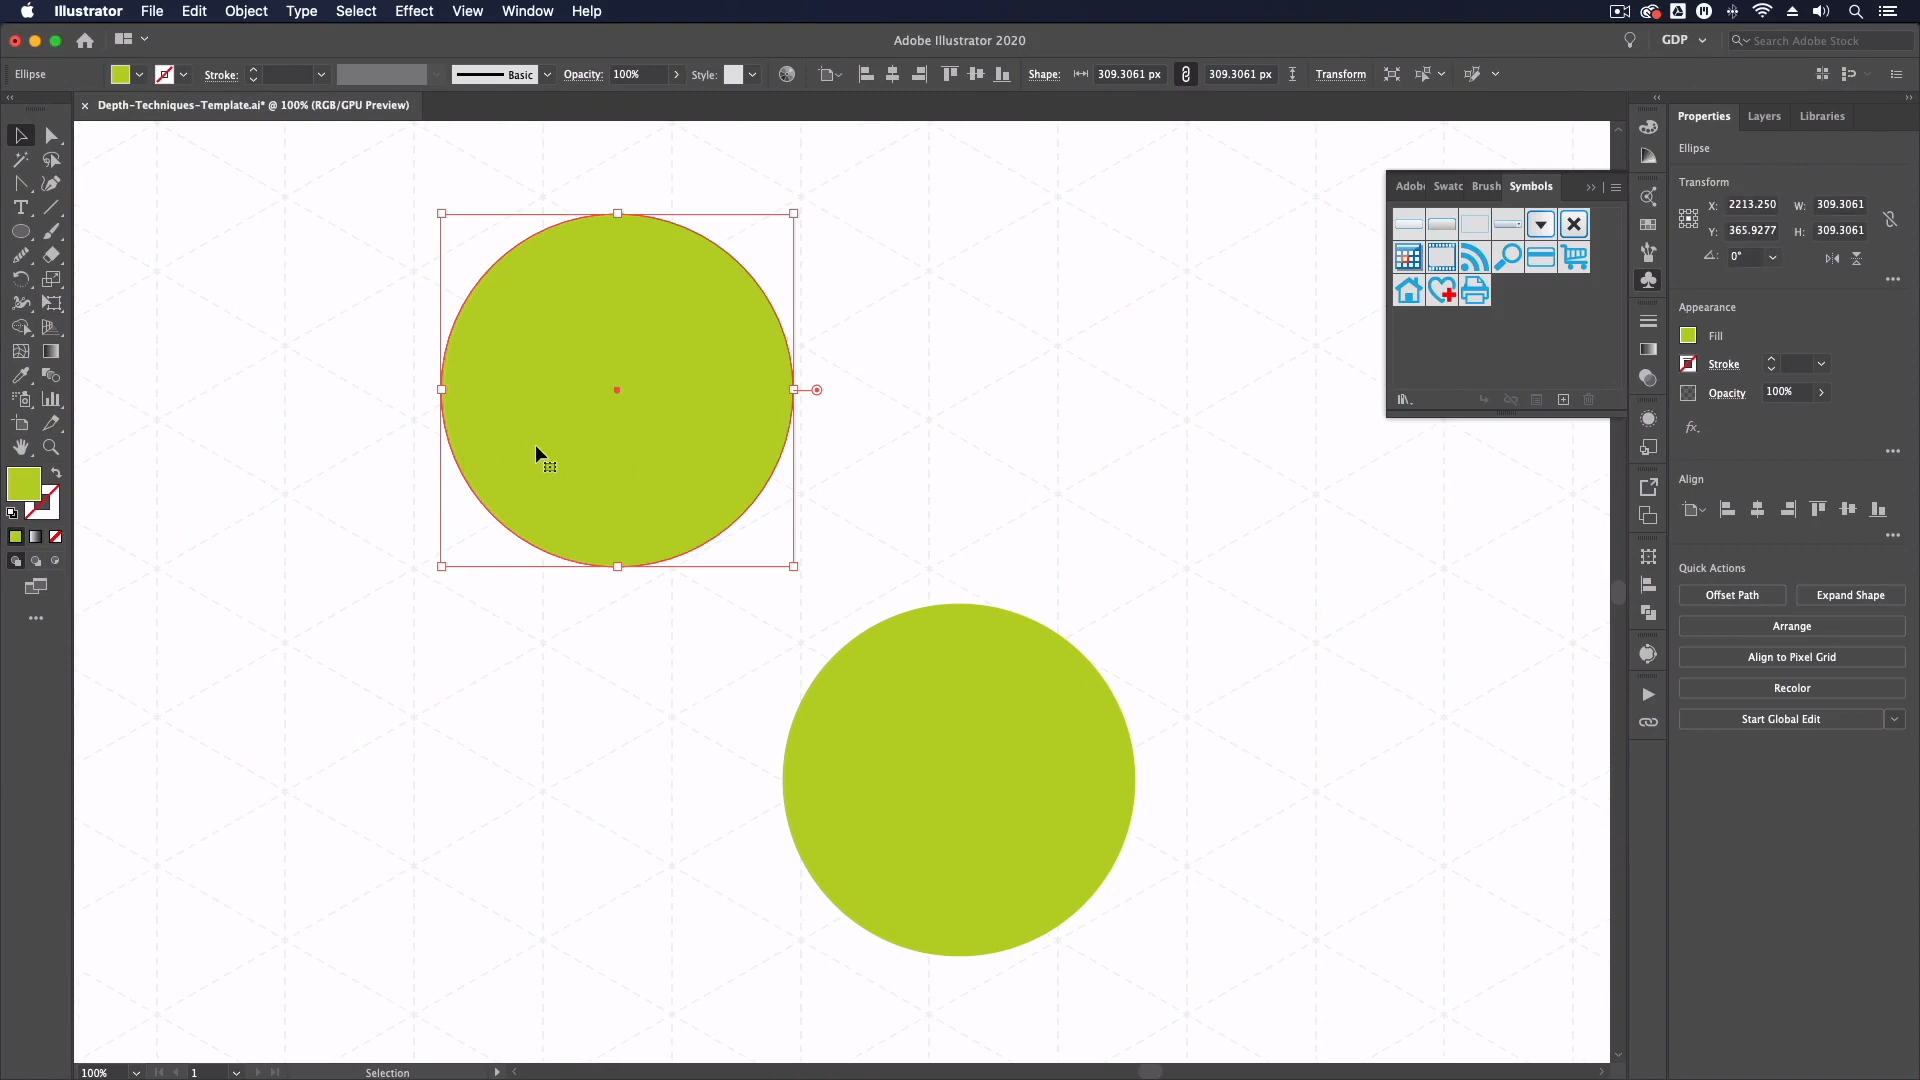 Illustrator File Edit Object Type Select Effect View Window Help
Adobe Illustrator 2020
GDP
Search Adobe Stock
Ellipse Stroke: Basic Opacity: 100% Style: Shape: 309.3061 px 309.3061 px Transform
× Depth-Techniques-Template.ai* @ 100% (RGB/GPU Preview)
Properties Layers Libraries
Ellipse
Transform
X: 2213.250 W: 309.3061
Y: 365.9277 H: 309.3061
0°
Adobe Swatc Brush Symbols
Appearance
Fill
Stroke
Opacity 100%
fx.
Align
Quick Actions
Offset Path Expand Shape
Arrange
Align to Pixel Grid
Recolor
Start Global Edit
100% 1 Selection